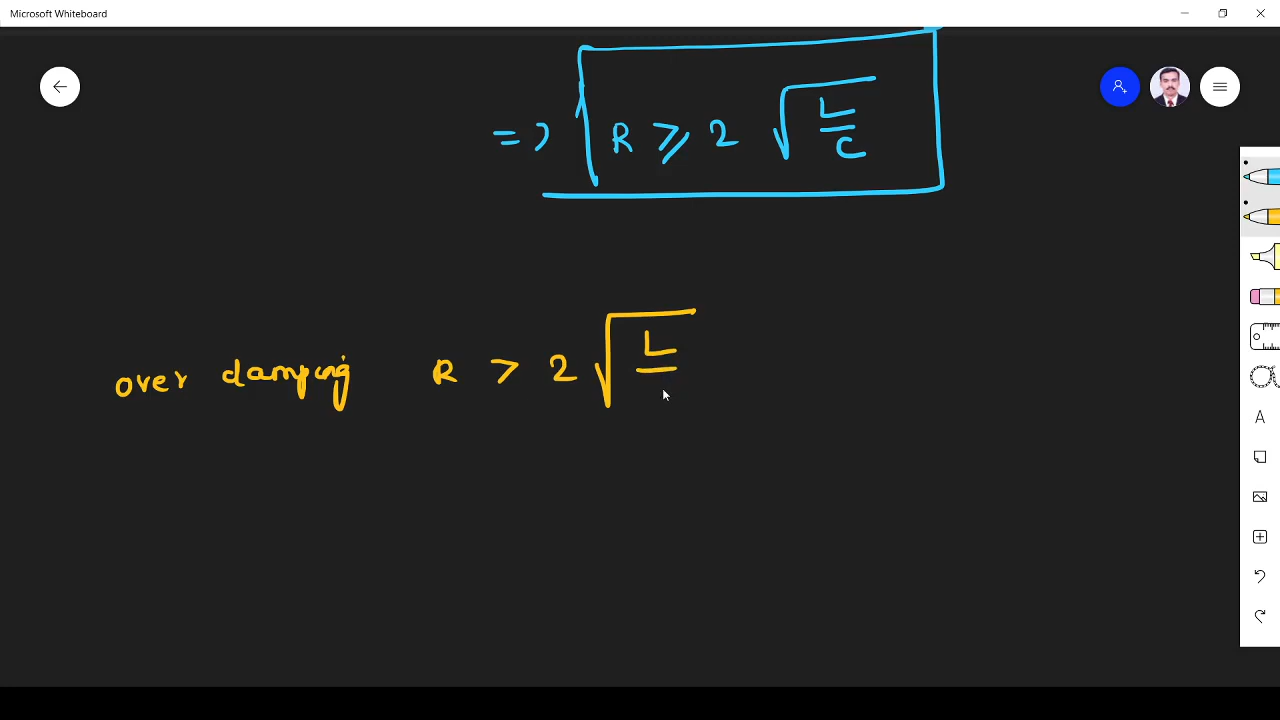 Microsoft Whiteboard
=> R ⩾ 2 √(L/C)
over damping R > 2 √(L/
A